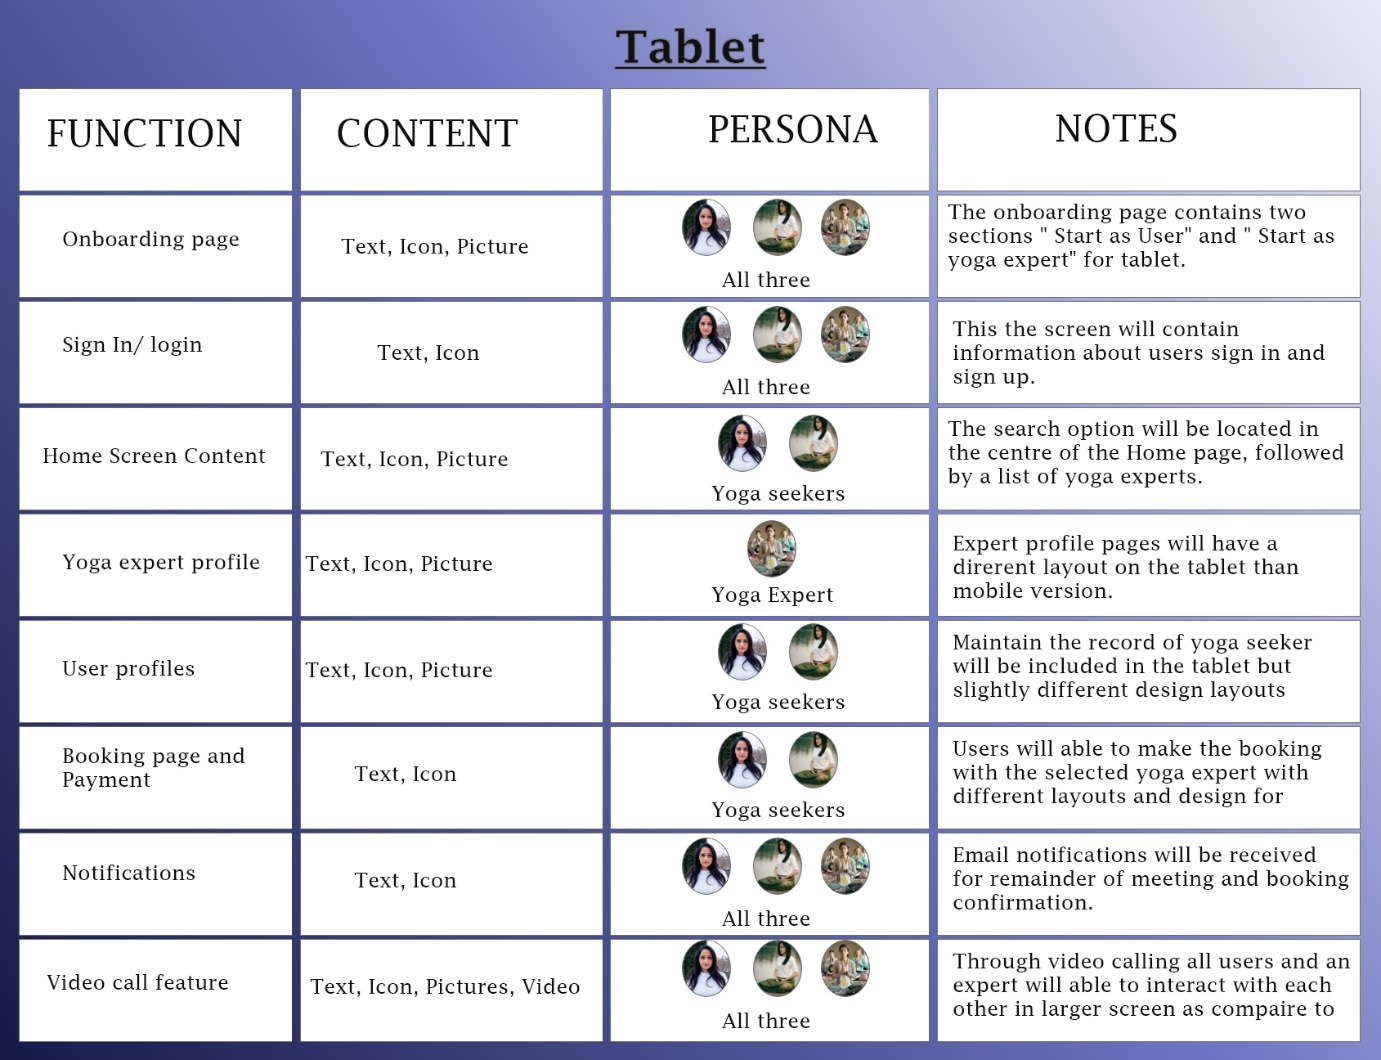 Tablet
FUNCTION
CONTENT
PERSONA
NOTES
Onboarding page
Text, Icon, Picture
All three
The onboarding page contains two
sections " Start as User" and " Start as
yoga expert" for tablet.
Sign In/ login
Text, Icon
All three
This the screen will contain
information about users sign in and
sign up.
Home Screen Content
Text, Icon, Picture
Yoga seekers
The search option will be located in
the centre of the Home page, followed
by a list of yoga experts.
Yoga expert profile
Text, Icon, Picture
Yoga Expert
Expert profile pages will have a
direrent layout on the tablet than
mobile version.
User profiles
Text, Icon, Picture
Yoga seekers
Maintain the record of yoga seeker
will be included in the tablet but
slightly different design layouts
Booking page and
Payment
Text, Icon
Yoga seekers
Users will able to make the booking
with the selected yoga expert with
different layouts and design for
Notifications
Text, Icon
All three
Email notifications will be received
for remainder of meeting and booking
confirmation.
Video call feature
Text, Icon, Pictures, Video
All three
Through video calling all users and an
expert will able to interact with each
other in larger screen as compaire to